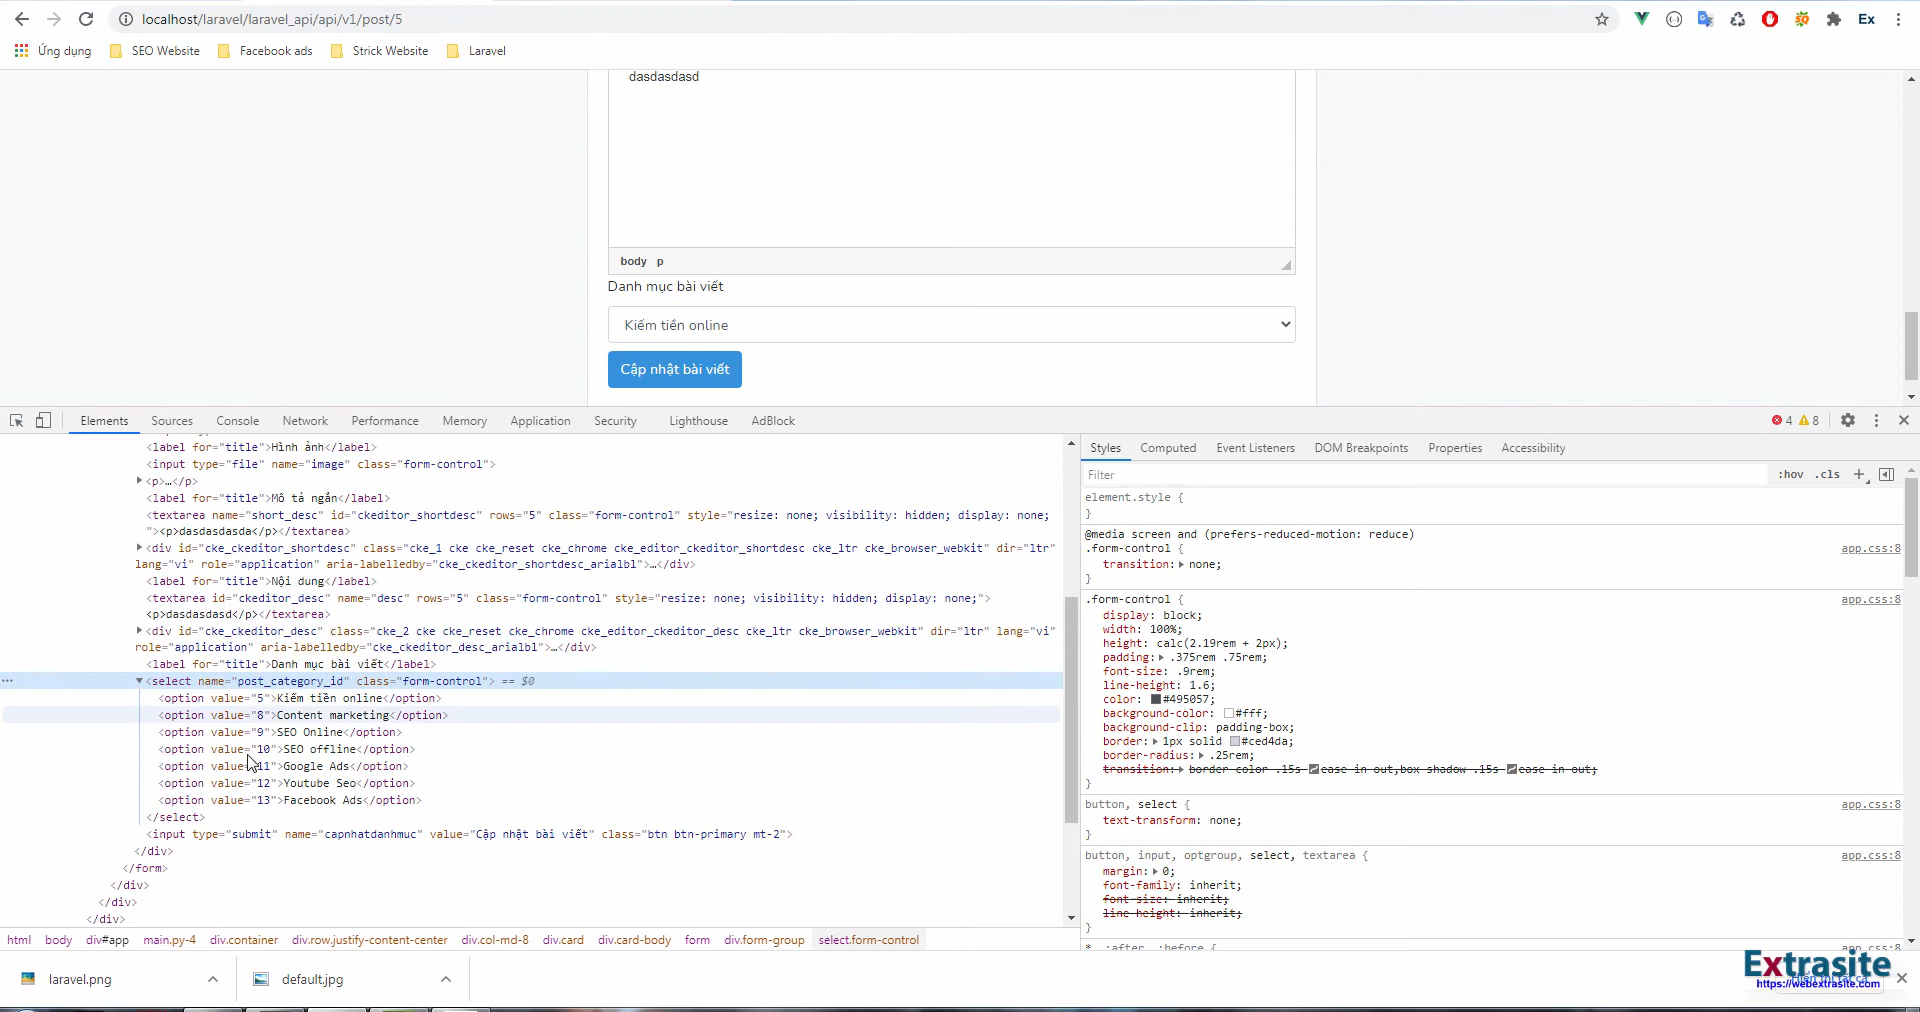 localhost/laravel/laravel_api/api/v1/post/5
Ex
Ứng dụng SEO Website Facebook ads Strick Website Laravel
dasdasdasd
body p
Danh mục bài viết
Kiếm tiền online
Cập nhật bài viết
Elements Sources Console Network Performance Memory Application Security Lighthouse AdBlock 4 8
<label for="title">Hình ảnh</label>
<input type="file" name="image" class="form-control">
<p>…</p>
<label for="title">Mô tả ngắn</label>
<textarea name="short_desc" id="ckeditor_shortdesc" rows="5" class="form-control" style="resize: none; visibility: hidden; display: none;
"><p>dasdasdasda</p></textarea>
<div id="cke_ckeditor_shortdesc" class="cke_1 cke cke_reset cke_chrome cke_editor_ckeditor_shortdesc cke_ltr cke_browser_webkit" dir="ltr"
lang="vi" role="application" aria-labelledby="cke_ckeditor_shortdesc_arialbl">…</div>
<label for="title">Nội dung</label>
<textarea id="ckeditor_desc" name="desc" rows="5" class="form-control" style="resize: none; visibility: hidden; display: none;">
<p>dasdasdasd</p></textarea>
<div id="cke_ckeditor_desc" class="cke_2 cke cke_reset cke_chrome cke_editor_ckeditor_desc cke_ltr cke_browser_webkit" dir="ltr" lang="vi"
role="application" aria-labelledby="cke_ckeditor_desc_arialbl">…</div>
<label for="title">Danh mục bài viết</label>
<select name="post_category_id" class="form-control"> == $0
<option value="5">Kiếm tiền online</option>
<option value="8">Content marketing</option>
<option value="9">SEO Online</option>
<option value="10">SEO offline</option>
<option value="11">Google Ads</option>
<option value="12">Youtube Seo</option>
<option value="13">Facebook Ads</option>
</select>
<input type="submit" name="capnhatdanhmuc" value="Cập nhật bài viết" class="btn btn-primary mt-2">
</div>
</form>
</div>
</div>
</div>
html body div#app main.py-4 div.container div.row.justify-content-center div.col-md-8 div.card div.card-body form div.form-group select.form-control
Styles Computed Event Listeners DOM Breakpoints Properties Accessibility
Filter :hov .cls +
element.style {
}
@media screen and (prefers-reduced-motion: reduce)
.form-control { app.css:8
transition: none;
}
.form-control { app.css:8
display: block;
width: 100%;
height: calc(2.19rem + 2px);
padding: .375rem .75rem;
font-size: .9rem;
line-height: 1.6;
color: #495057;
background-color: #fff;
background-clip: padding-box;
border: 1px solid #ced4da;
border-radius: .25rem;
transition: border-color .15s ease-in-out,box-shadow .15s ease-in-out;
}
button, select { app.css:8
text-transform: none;
}
button, input, optgroup, select, textarea { app.css:8
margin: 0;
font-family: inherit;
font-size: inherit;
line-height: inherit;
}
*, :after, :before { app.css:8
laravel.png default.jpg
Extrasite
https://webextrasite.com